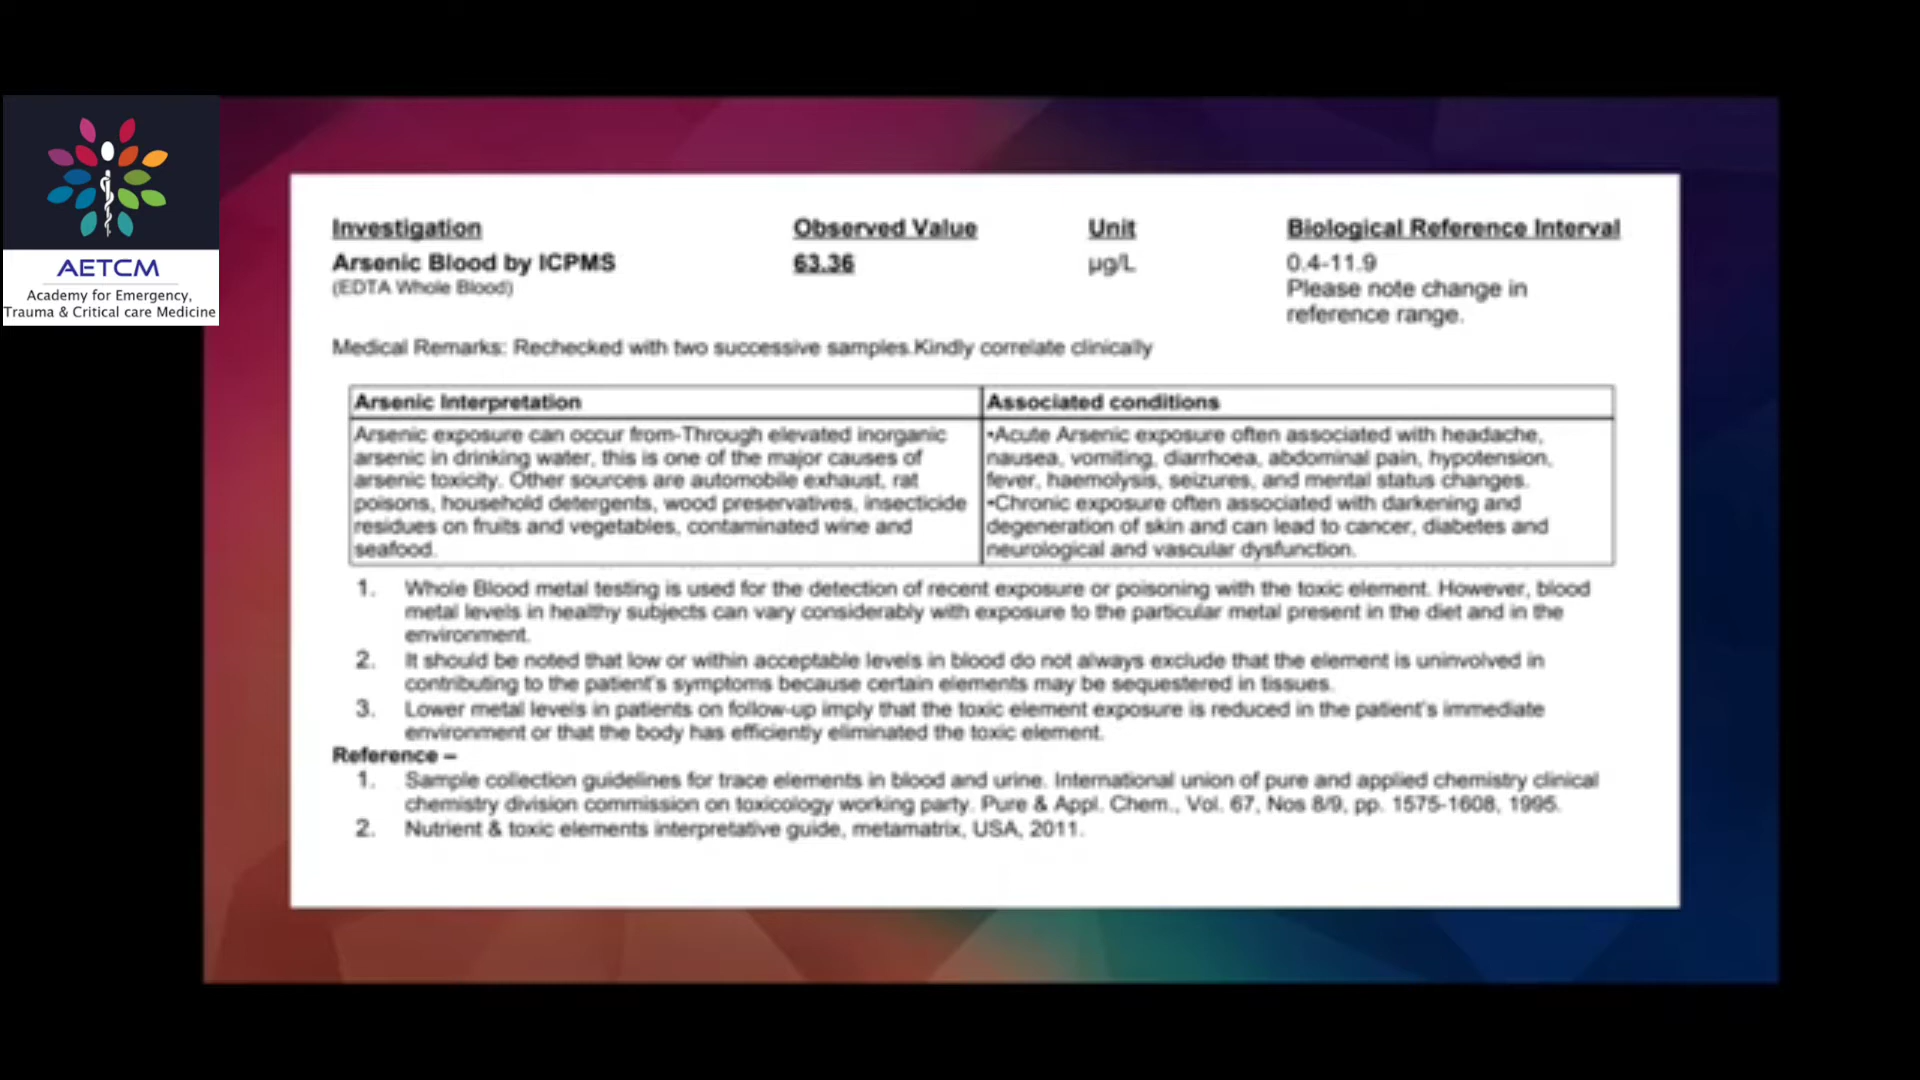 AETCM
Academy for Emergency,
Trauma & Critical care Medicine
Investigation Observed Value Unit Biological Reference Interval
Arsenic Blood by ICPMS 63.36 µg/L 0.4-11.9
(EDTA Whole Blood) Please note change in
reference range.
Medical Remarks: Rechecked with two successive samples.Kindly correlate clinically
Arsenic Interpretation
Arsenic exposure can occur from-Through elevated inorganic
arsenic in drinking water, this is one of the major causes of
arsenic toxicity. Other sources are automobile exhaust, rat
poisons, household detergents, wood preservatives, insecticide
residues on fruits and vegetables, contaminated wine and
seafood.
Associated conditions
•Acute Arsenic exposure often associated with headache,
nausea, vomiting, diarrhoea, abdominal pain, hypotension,
fever, haemolysis, seizures, and mental status changes.
•Chronic exposure often associated with darkening and
degeneration of skin and can lead to cancer, diabetes and
neurological and vascular dysfunction.
1. Whole Blood metal testing is used for the detection of recent exposure or poisoning with the toxic element. However, blood
metal levels in healthy subjects can vary considerably with exposure to the particular metal present in the diet and in the
environment.
2. It should be noted that low or within acceptable levels in blood do not always exclude that the element is uninvolved in
contributing to the patient's symptoms because certain elements may be sequestered in tissues.
3. Lower metal levels in patients on follow-up imply that the toxic element exposure is reduced in the patient's immediate
environment or that the body has efficiently eliminated the toxic element.
Reference –
1. Sample collection guidelines for trace elements in blood and urine. International union of pure and applied chemistry clinical
chemistry division commission on toxicology working party. Pure & Appl. Chem., Vol. 67, Nos 8/9, pp. 1575-1608, 1995.
2. Nutrient & toxic elements interpretative guide, metamatrix, USA, 2011.